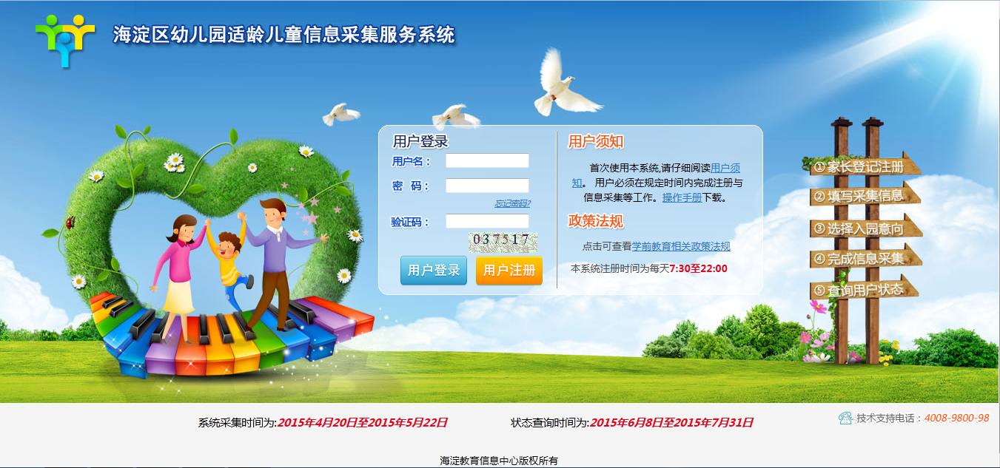 海淀区幼儿园适龄儿童信息采集服务系统
用户登录
用户名：
密 码：
忘记密码?
验证码：
037517
用户登录
用户注册
用户须知
首次使用本系统,请仔细阅读用户须
知。 用户必须在规定时间内完成注册与
信息采集等工作。操作手册下载。
政策法规
点击可查看学前教育相关政策法规
本系统注册时间为每天7:30至22:00
①家长登记注册
②填写采集信息
③选择入园意向
④完成信息采集
⑤查询用户状态
系统采集时间为:2015年4月20日至2015年5月22日
状态查询时间为:2015年6月8日至2015年7月31日
技术支持电话：4008-9800-98
海淀教育信息中心版权所有